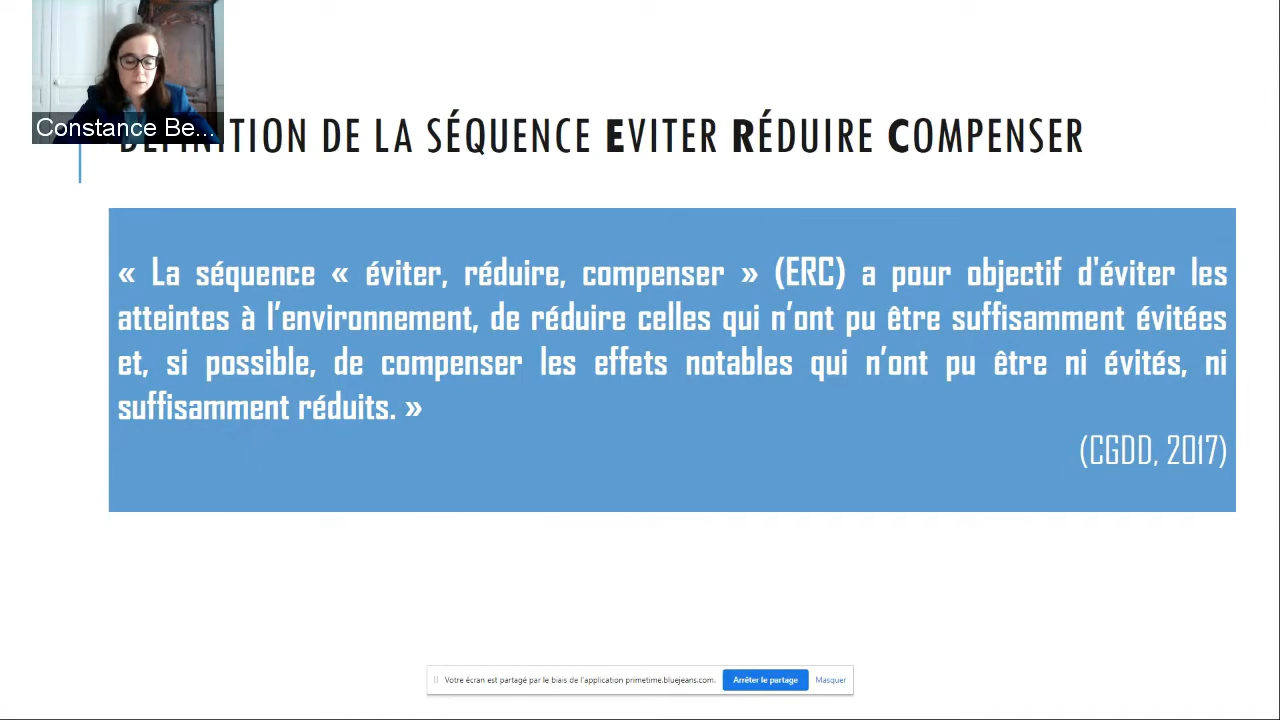 Constance Be...
TION DE LA SÉQUENCE EVITER RÉDUIRE COMPENSER
« La séquence « éviter, réduire, compenser » (ERC) a pour objectif d'éviter les
atteintes à l’environnement, de réduire celles qui n’ont pu être suffisamment évitées
et, si possible, de compenser les effets notables qui n’ont pu être ni évités, ni
suffisamment réduits. »
(CGDD, 2017)
Votre écran est partagé par le biais de l'application primetime.bluejeans.com.
Arrêter le partage
Masquer